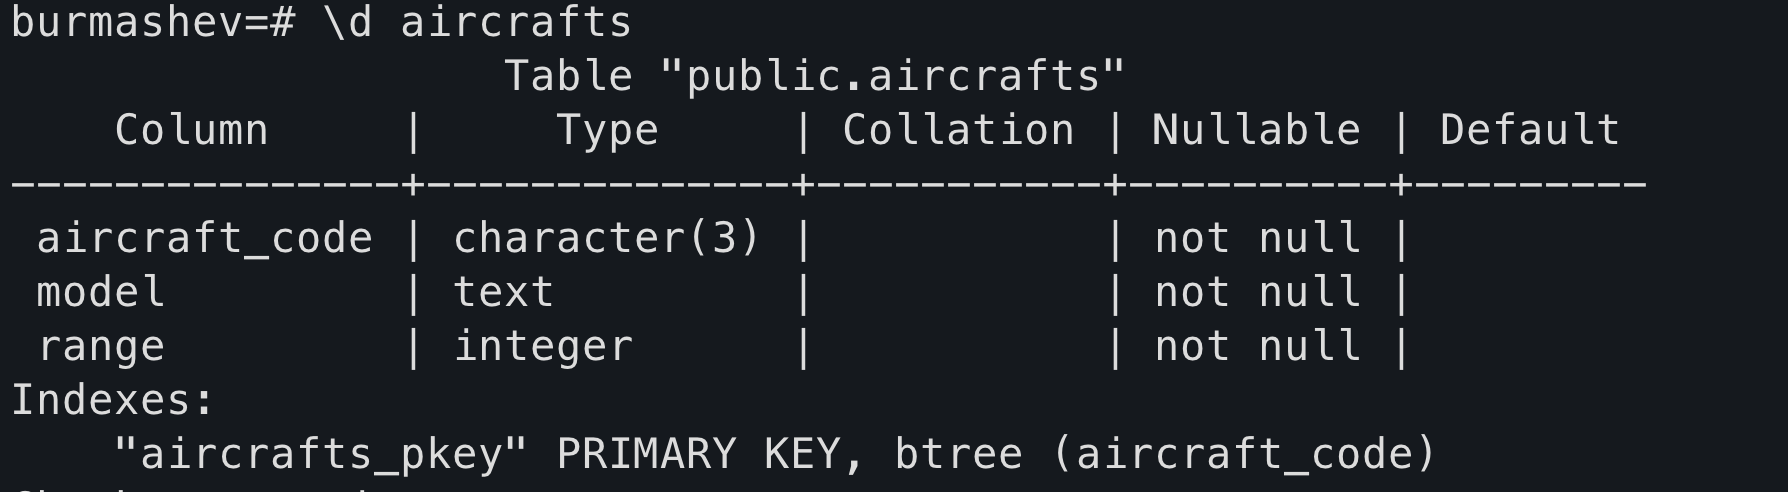 burmashev=# \d aircrafts
Table "public.aircrafts"
Column | Type | Collation | Nullable | Default
---------------+--------------+-----------+----------+---------
aircraft_code | character(3) | | not null |
model | text | | not null |
range | integer | | not null |
Indexes:
"aircrafts_pkey" PRIMARY KEY, btree (aircraft_code)